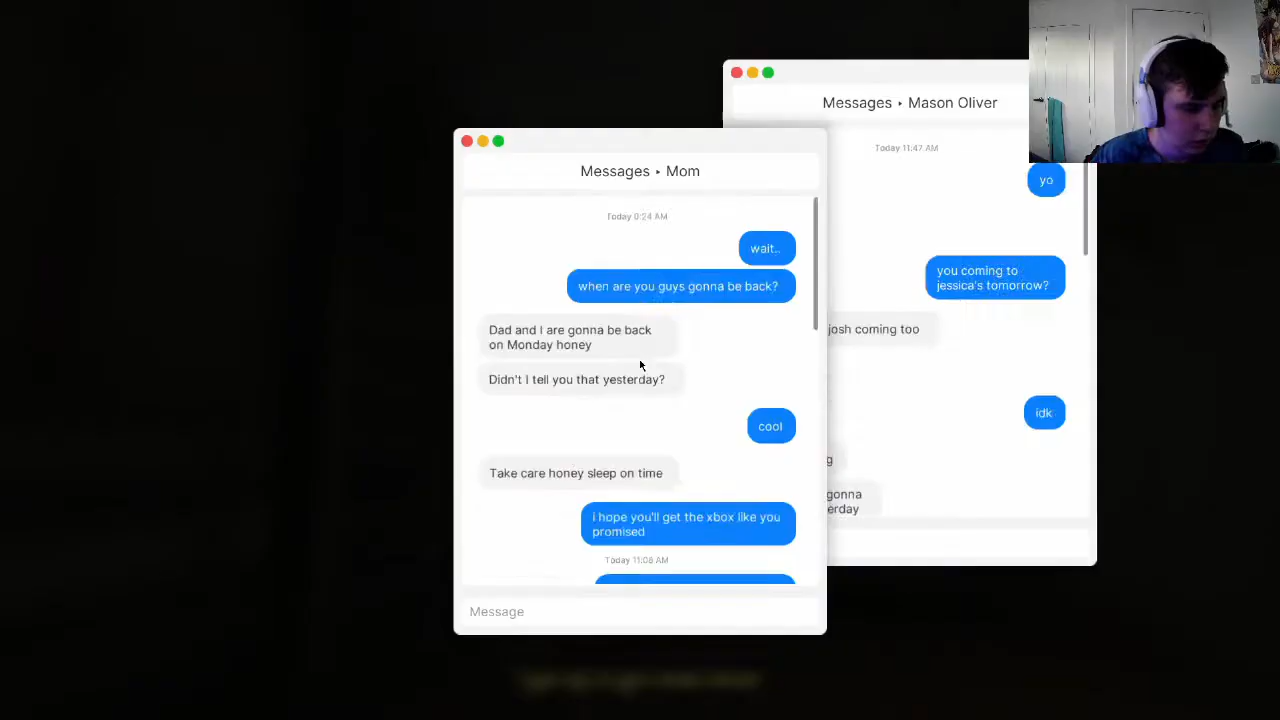 Messages ▸ Mason Oliver
Today 11:47 AM
yo
you coming to
jessica's tomorrow?
josh coming too
idk
g
gonna
erday
Messages ▸ Mom
Today 0:24 AM
wait..
when are you guys gonna be back?
Dad and I are gonna be back
on Monday honey
Didn't I tell you that yesterday?
cool
Take care honey sleep on time
i hope you'll get the xbox like you
promised
Today 11:08 AM
Message